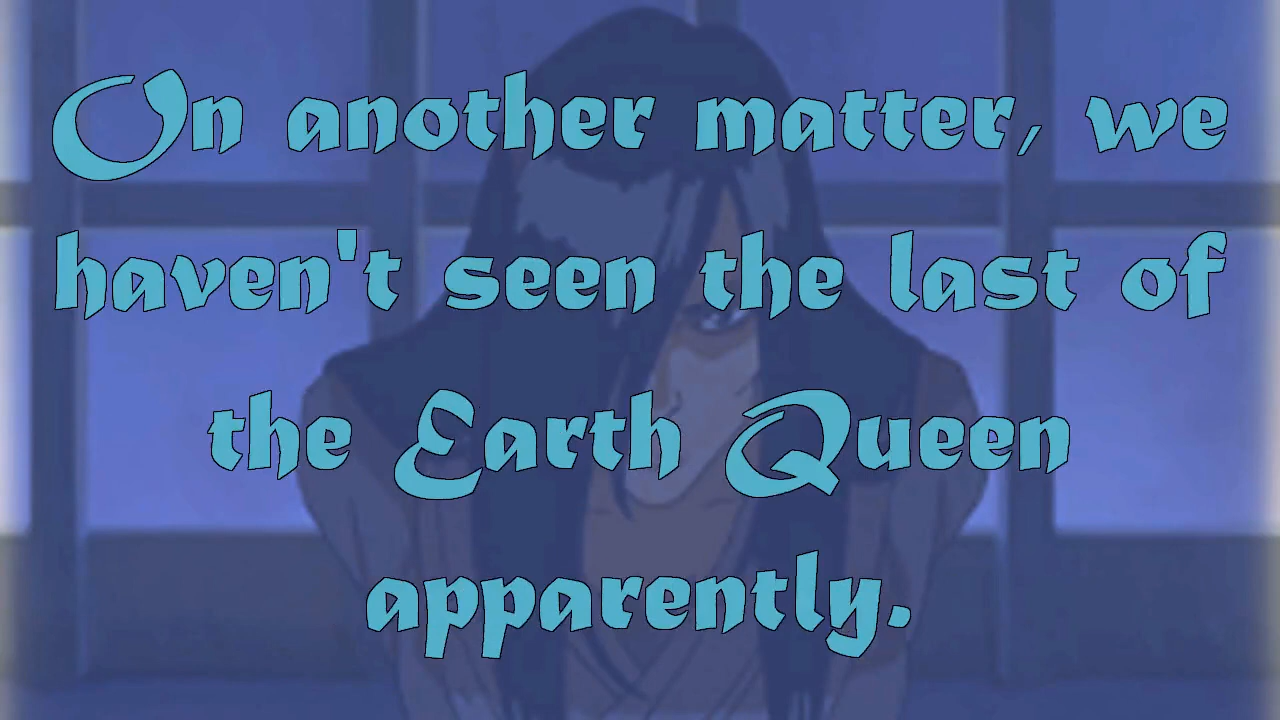 On another matter, we
haven't seen the last of
the Earth Queen
apparently.